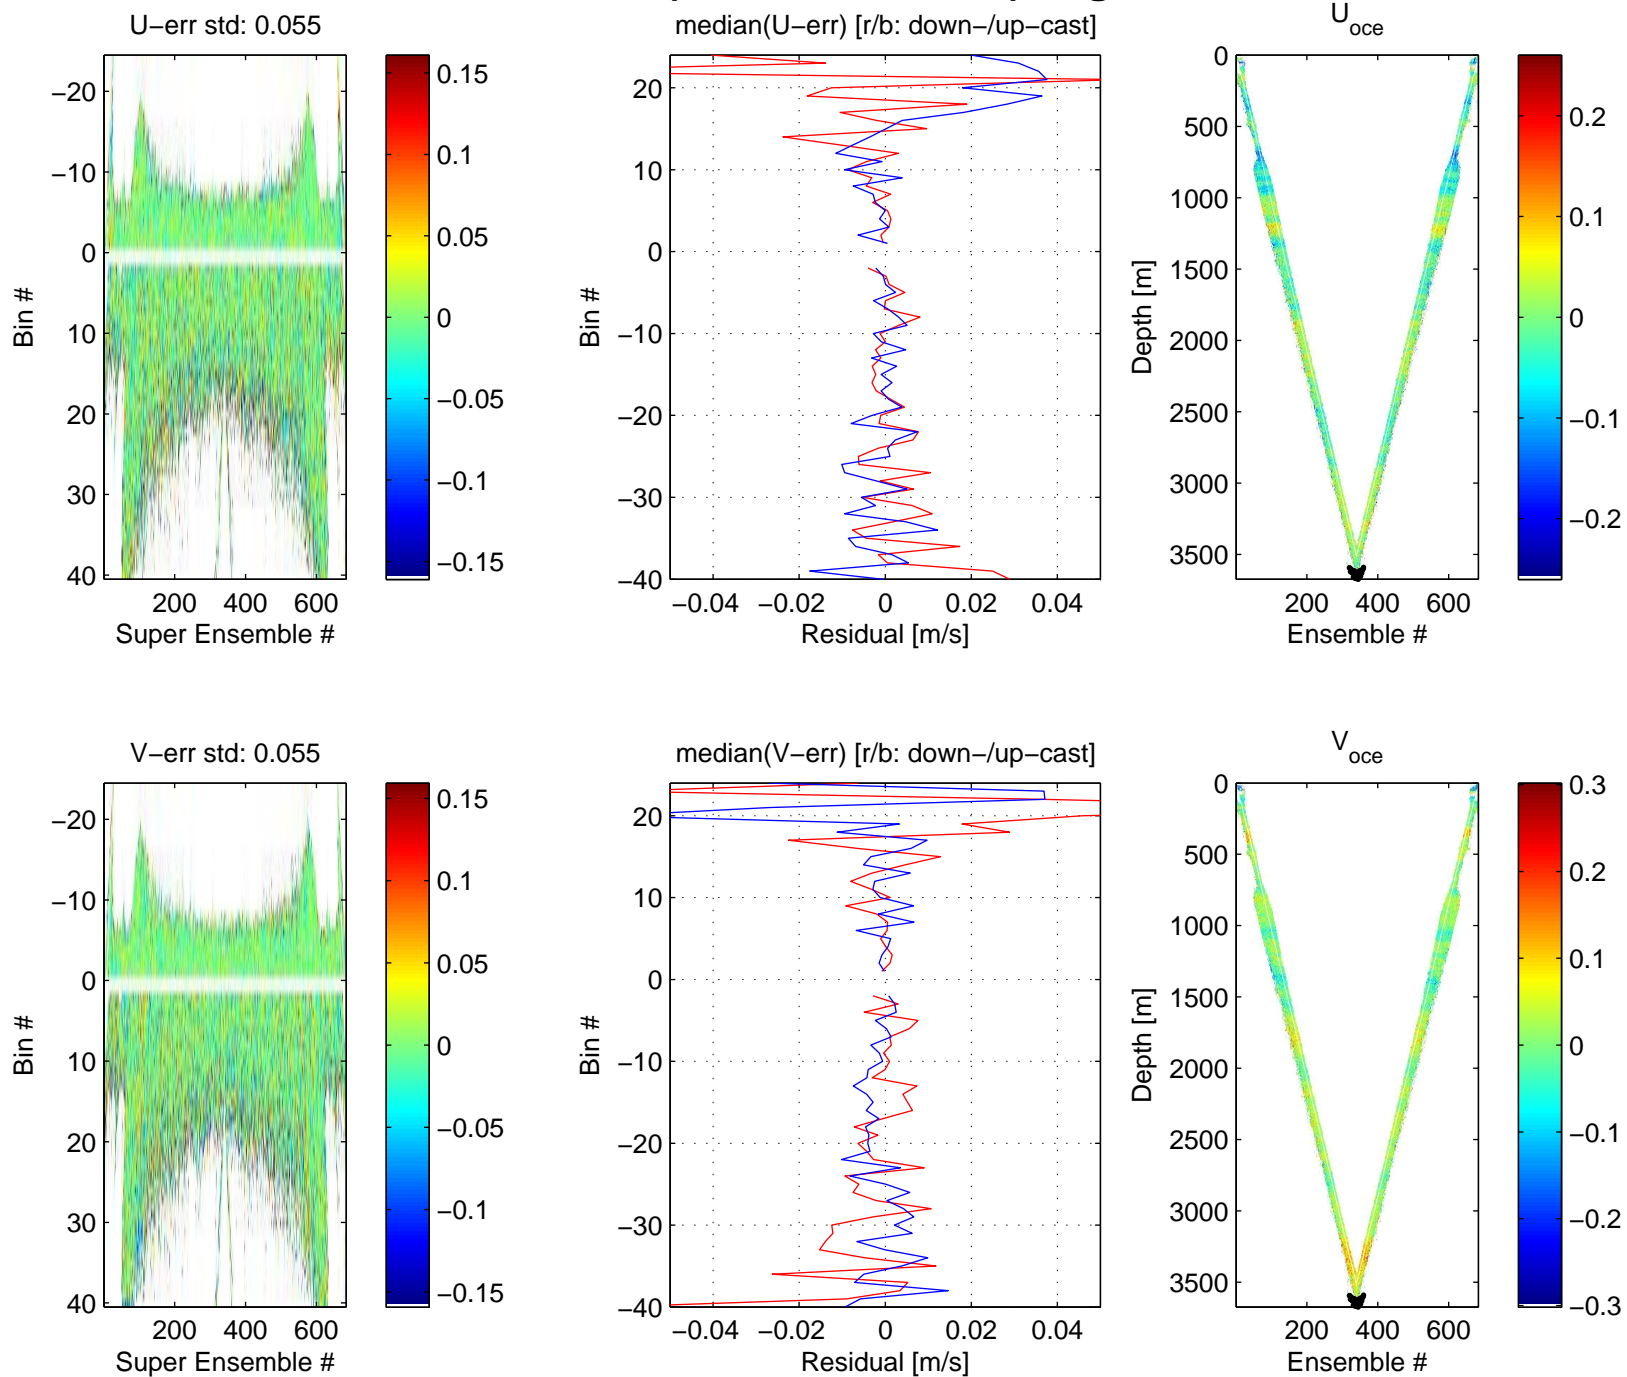 U−err std: 0.055
−20
−10
0
10
20
30
40
200 400 600
Super Ensemble #
Bin #
0.15
0.1
0.05
0
−0.05
−0.1
−0.15
median(U−err) [r/b: down−/up−cast]
20
10
0
−10
−20
−30
−40
−0.04 −0.02 0 0.02 0.04
Residual [m/s]
Bin #
Uoce
0
500
1000
1500
2000
2500
3000
3500
200 400 600
Ensemble #
Depth [m]
0.2
0.1
0
−0.1
−0.2
V−err std: 0.055
−20
−10
0
10
20
30
40
200 400 600
Super Ensemble #
Bin #
0.15
0.1
0.05
0
−0.05
−0.1
−0.15
median(V−err) [r/b: down−/up−cast]
20
10
0
−10
−20
−30
−40
−0.04 −0.02 0 0.02 0.04
Residual [m/s]
Bin #
Voce
0
500
1000
1500
2000
2500
3000
3500
200 400 600
Ensemble #
Depth [m]
0.3
0.2
0.1
0
−0.1
−0.2
−0.3